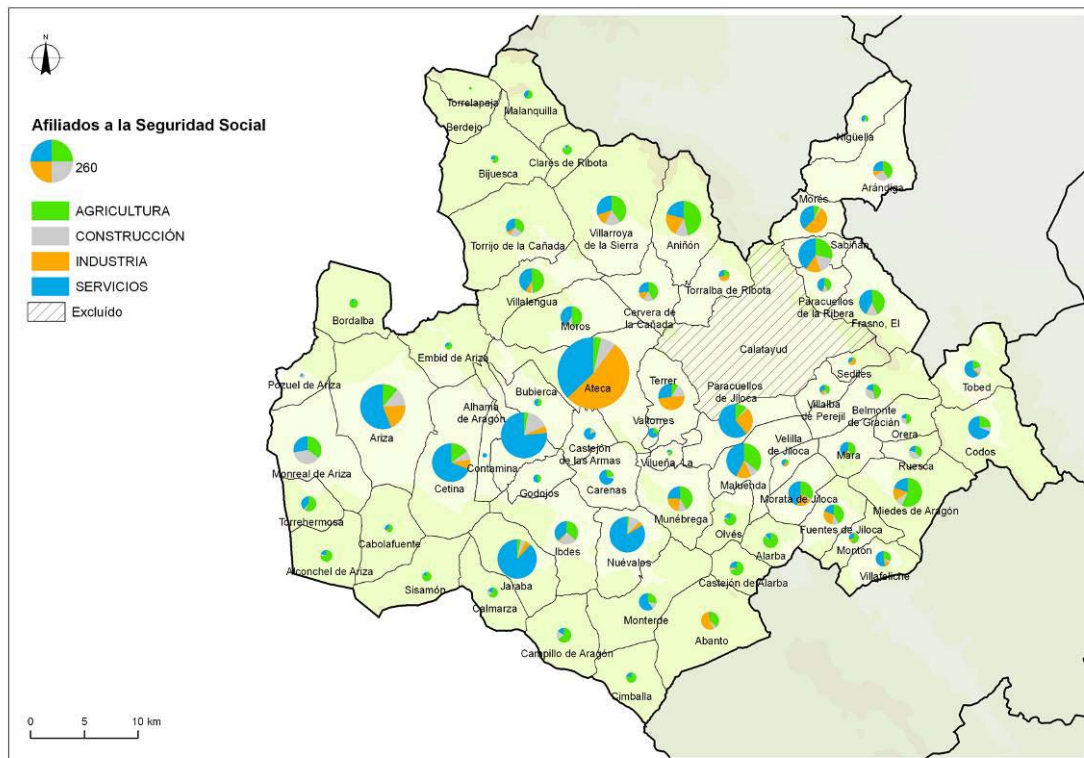 N
Afiliados a la Seguridad Social
260
AGRICULTURA
CONSTRUCCIÓN
INDUSTRIA
SERVICIOS
Excluído
0 5 10 km
Torrelapaja
Malanquilla
Berdejo
Nigüella
Clarés de Ribota
Bijuesca
Arándiga
Morés
Villarroya
de la Sierra
Aniñón
Torrijo de la Cañada
Sabiñán
Torralba de Ribota
Villalengua
Paracuellos
de la Ribera
Bordalba
Cervera de
la Cañada
Frasno, El
Moros
Embid de Ariza
Calatayud
Sediles
Pozuel de Ariza
Ateca
Terrer
Paracuellos
de Jiloca
Tobed
Bubierca
Villalba
de Perejil
Belmonte
de Gracián
Alhama
de Aragón
Ariza
Valtorres
Orera
Castejón
de las Armas
Velilla
de Jiloca
Mara
Codos
Monreal de Ariza
Contamina
Vilueña, La
Ruesca
Cetina
Maluenda
Godojos
Carenas
Munébrega
Morata de Jiloca
Miedes de Aragón
Torrehermosa
Olvés
Fuentes de Jiloca
Cabolafuente
Ibdes
Montón
Alarba
Nuévalos
Alconchel de Ariza
Villafeliche
Jaraba
Castejón de Alarba
Sisamón
Calmarza
Monterde
Abanto
Campillo de Aragón
Cimballa